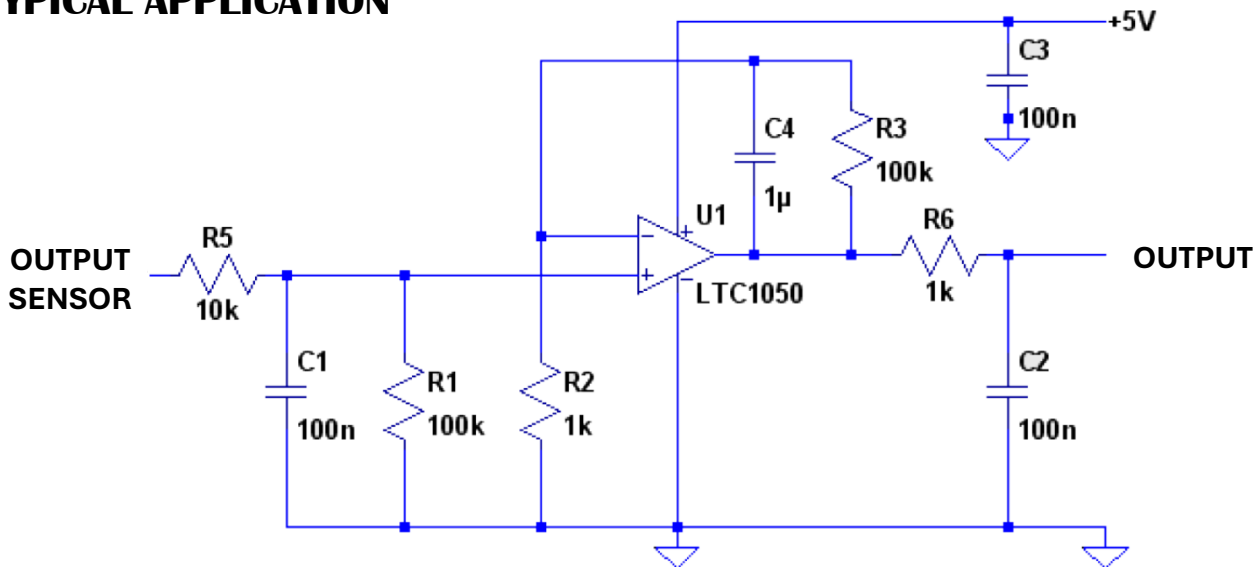 YPICAL APPLICATION
+5V
C3
100n
C4
1µ
R3
100k
U1
+
−
+
−
LTC1050
R6
1k
OUTPUT
OUTPUT
SENSOR
R5
10k
C1
100n
R1
100k
R2
1k
C2
100n